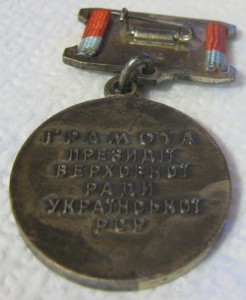 ГРАМОТА
ПРЕЗИДІЇ
ВЕРХОВНОЇ
РАДИ
УКРАЇНСЬКОЇ
РСР